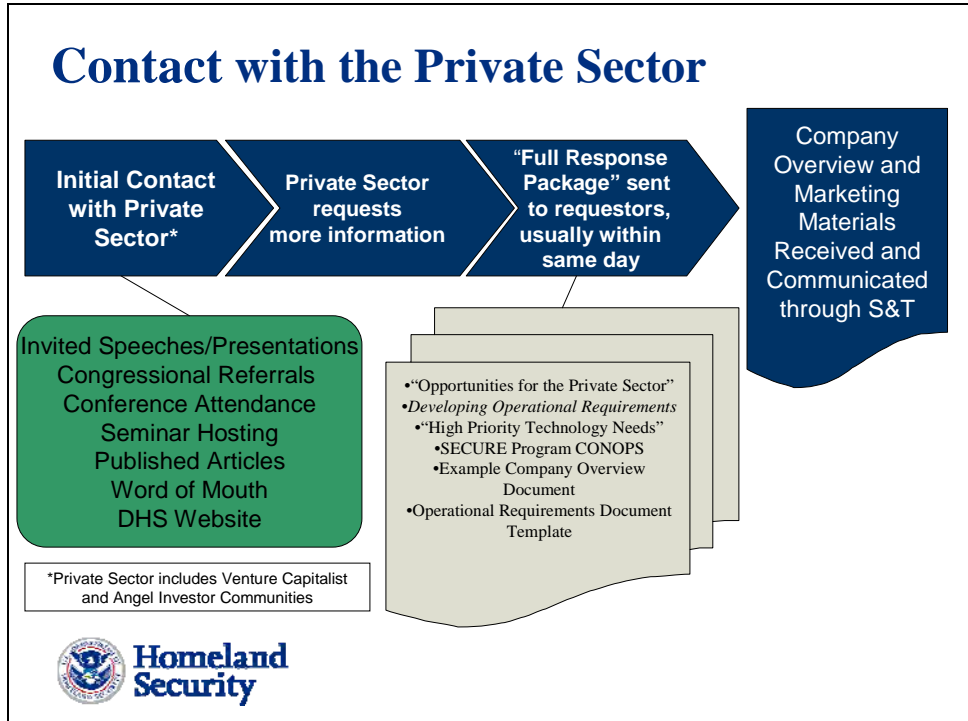 Contact with the Private Sector
Initial Contact
with Private
Sector*
Private Sector
requests
more information
“Full Response
Package” sent
to requestors,
usually within
same day
Company
Overview and
Marketing
Materials
Received and
Communicated
through S&T
Invited Speeches/Presentations
Congressional Referrals
Conference Attendance
Seminar Hosting
Published Articles
Word of Mouth
DHS Website
•“Opportunities for the Private Sector”
•Developing Operational Requirements
•“High Priority Technology Needs”
•SECURE Program CONOPS
•Example Company Overview
Document
•Operational Requirements Document
Template
*Private Sector includes Venture Capitalist
and Angel Investor Communities
Homeland
Security